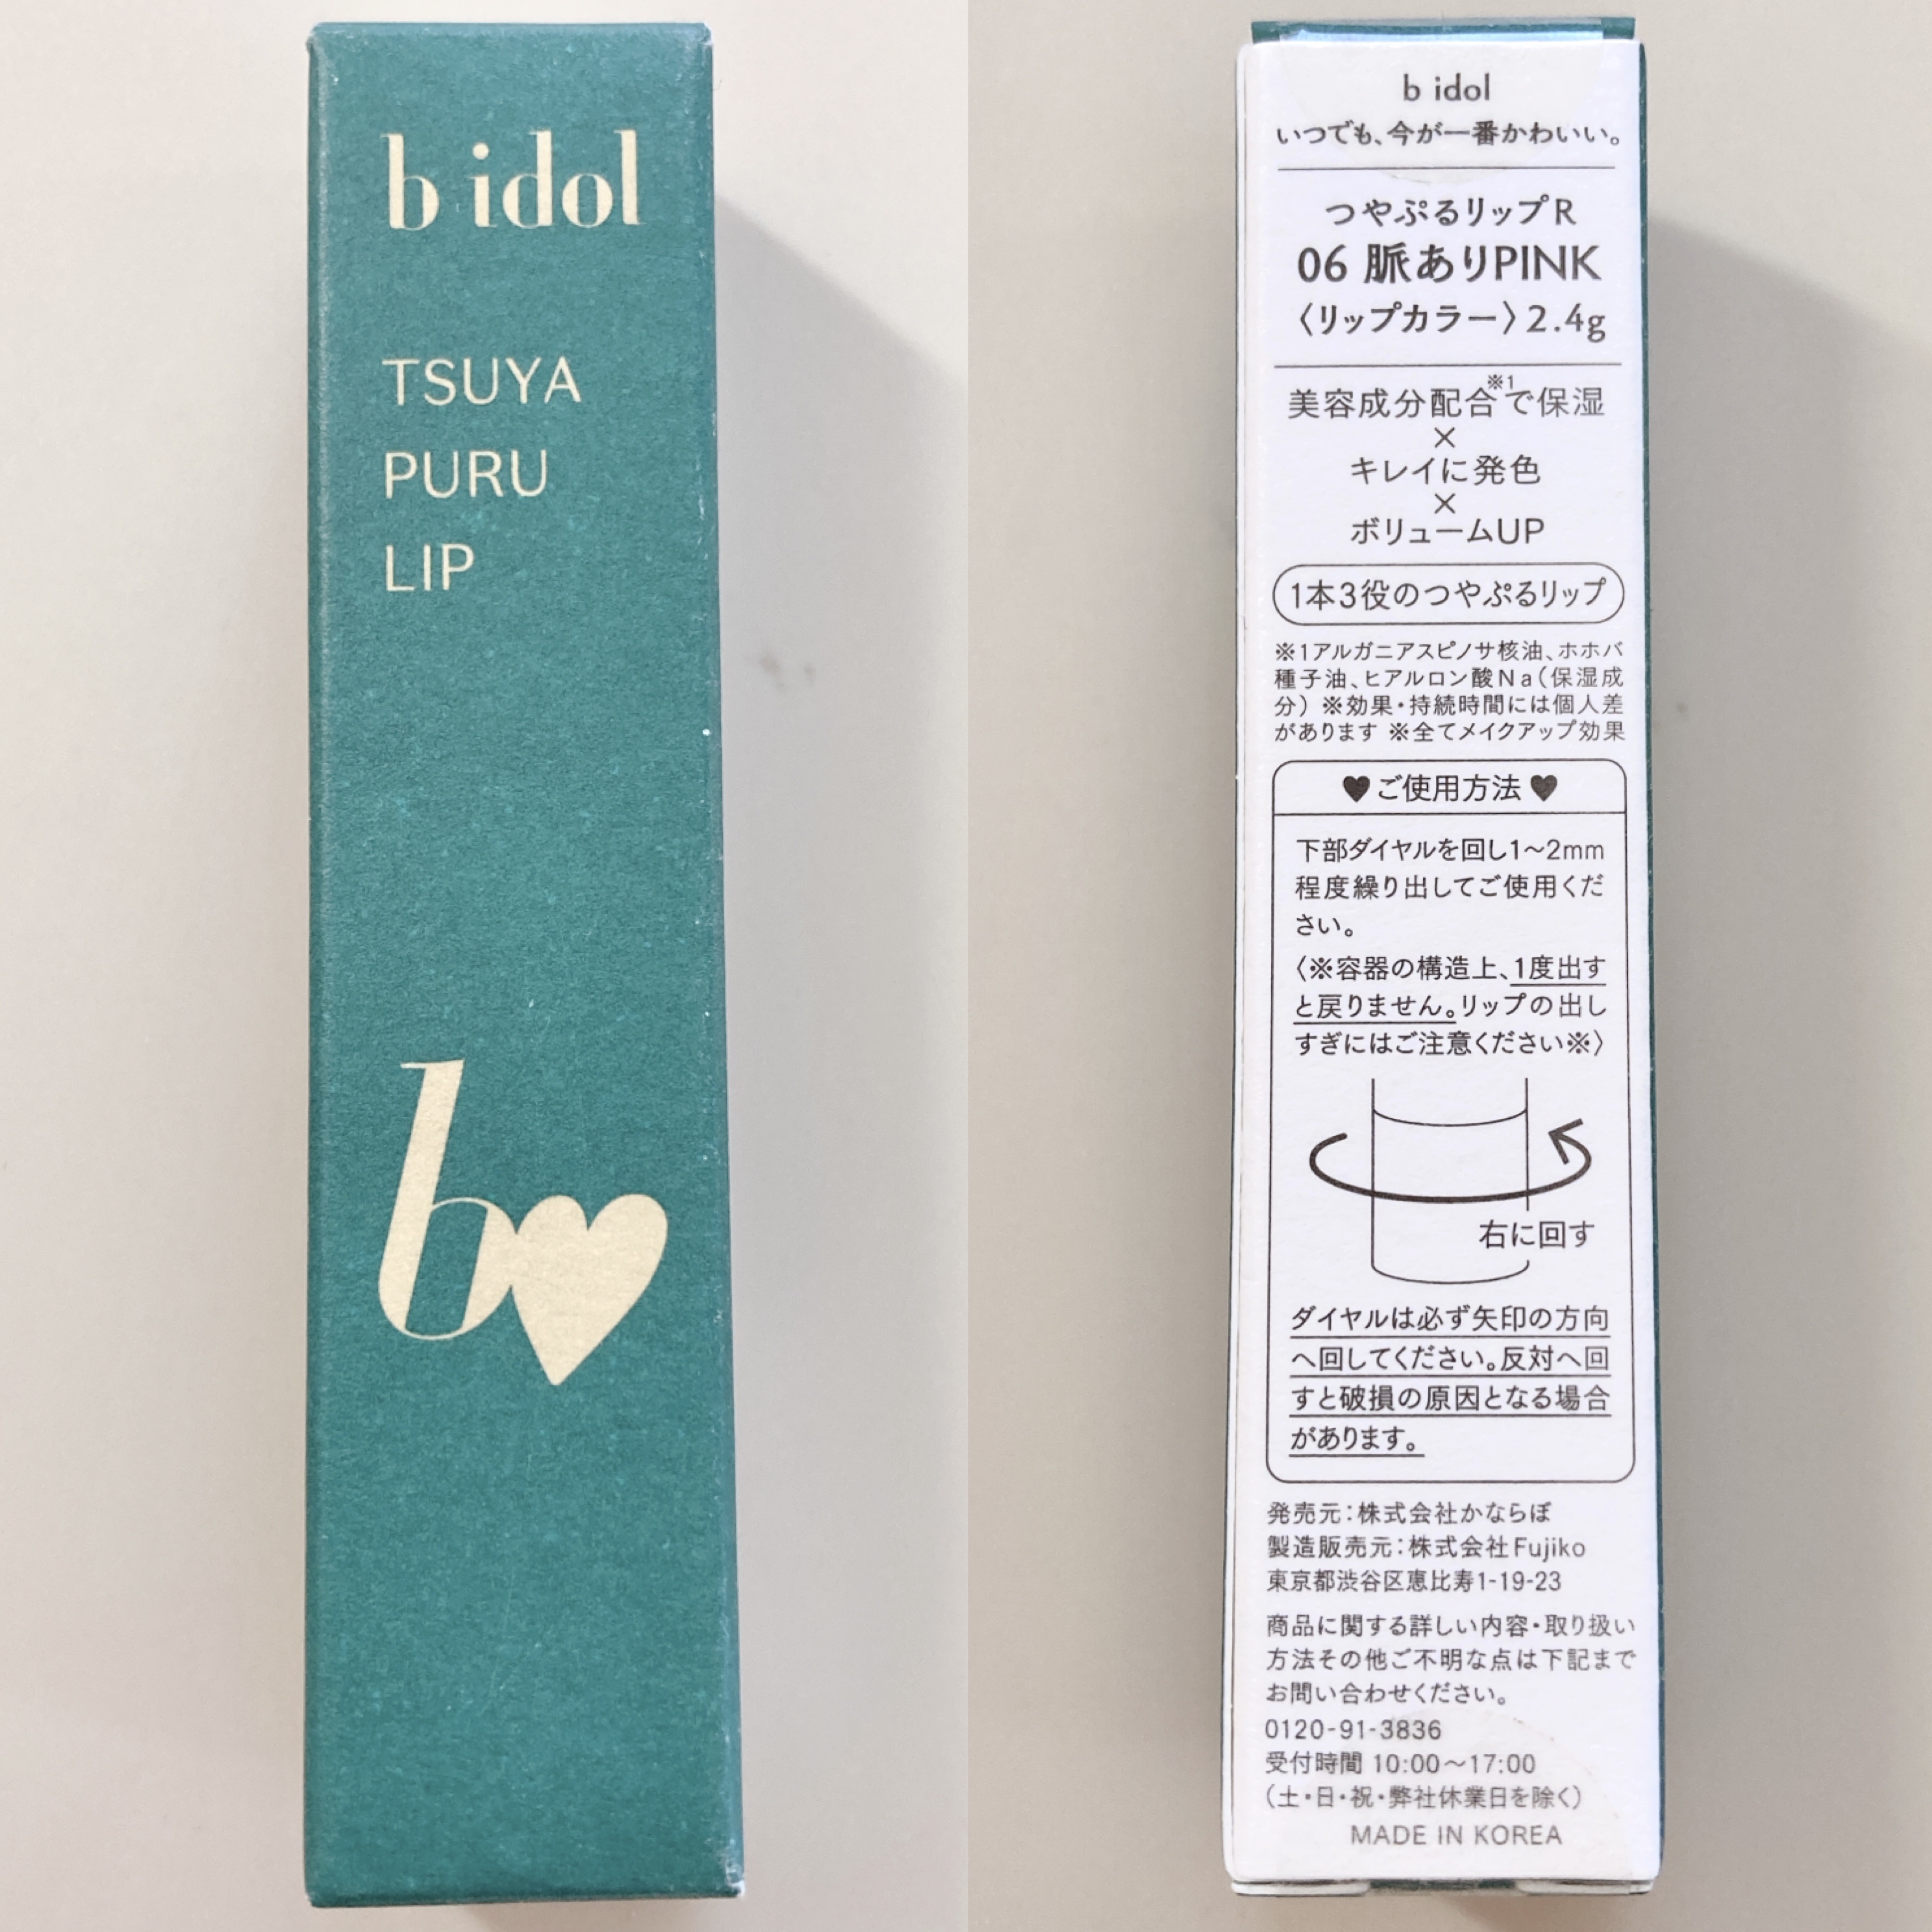 b idol
TSUYA
PURU
LIP
b♥
b idol
いつでも、今が一番かわいい。
つやぷるリップR
06 脈ありPINK
〈リップカラー〉2.4g
美容成分配合※1で保湿
×
キレイに発色
×
ボリュームUP
1本3役のつやぷるリップ
※1アルガニアスピノサ核油、ホホバ
種子油、ヒアルロン酸Na(保湿成
分) ※効果・持続時間には個人差
があります ※全てメイクアップ効果
♥ご使用方法♥
下部ダイヤルを回し1〜2mm
程度繰り出してご使用くだ
さい。
〈※容器の構造上、1度出す
と戻りません。リップの出し
すぎにはご注意ください※〉
右に回す
ダイヤルは必ず矢印の方向
へ回してください。反対へ回
すと破損の原因となる場合
があります。
発売元:株式会社かならぼ
製造販売元:株式会社Fujiko
東京都渋谷区恵比寿1-19-23
商品に関する詳しい内容・取り扱い
方法その他ご不明な点は下記まで
お問い合わせください。
0120-91-3836
受付時間 10:00〜17:00
(土・日・祝・弊社休業日を除く)
MADE IN KOREA